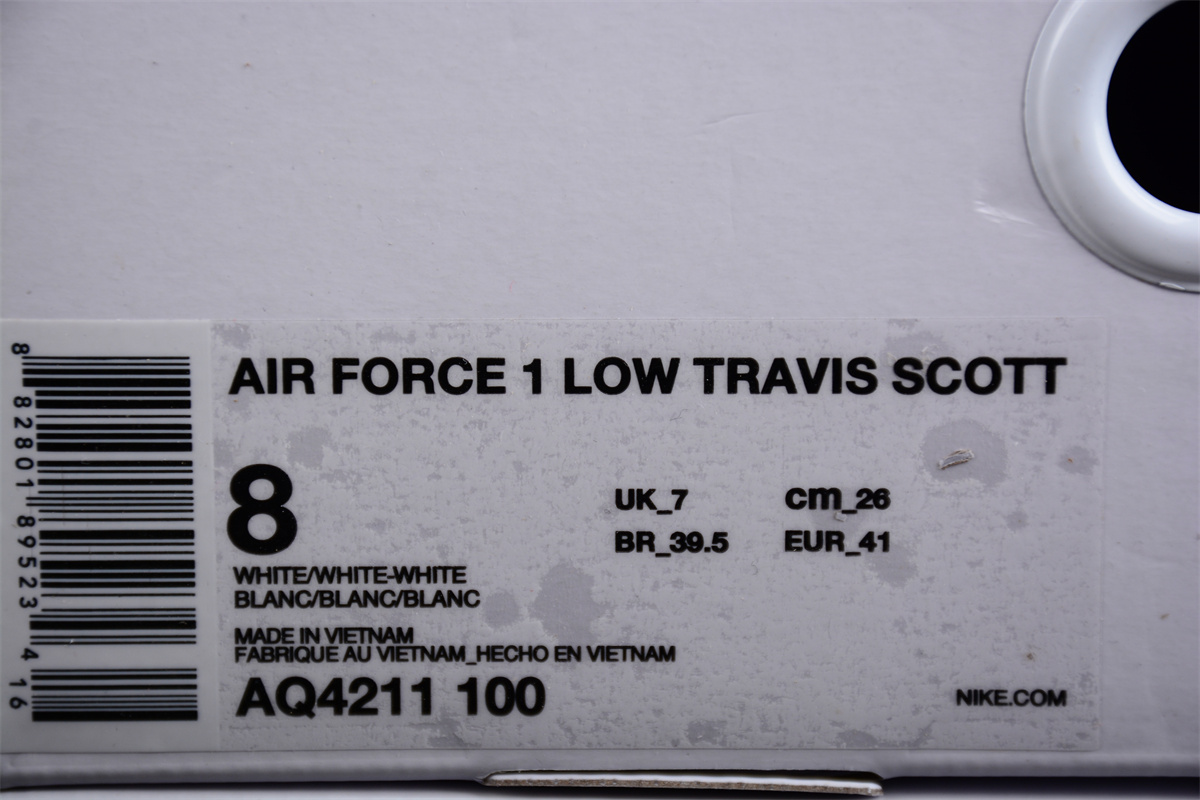 AIR FORCE 1 LOW TRAVIS SCOTT
8
UK_7 cm_26
BR_39.5 EUR_41
WHITE/WHITE-WHITE
BLANC/BLANC/BLANC
MADE IN VIETNAM
FABRIQUE AU VIETNAM_HECHO EN VIETNAM
AQ4211 100
NIKE.COM
8 82801 89523 4 16